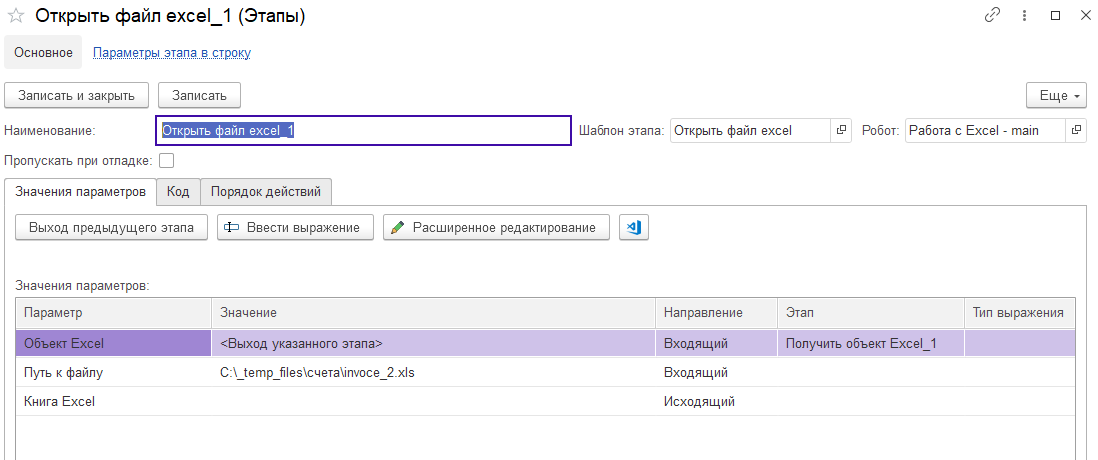 Открыть файл excel_1 (Этапы)
Основное Параметры этапа в строку
Записать и закрыть Записать Еще
Наименование: Открыть файл excel_1 Шаблон этапа: Открыть файл excel Робот: Работа с Excel - main
Пропускать при отладке:
Значения параметров Код Порядок действий
Выход предыдущего этапа Ввести выражение Расширенное редактирование
Значения параметров:
Параметр Значение Направление Этап Тип выражения
Объект Excel <Выход указанного этапа> Входящий Получить объект Excel_1
Путь к файлу C:\_temp_files\счета\invoce_2.xls Входящий
Книга Excel Исходящий